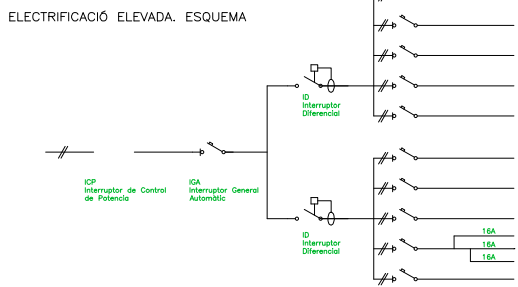 ELECTRIFICACIÓ ELEVADA. ESQUEMA
ID
Interruptor
Diferencial
ICP
Interruptor de Control
de Potencia
IGA
Interruptor General
Automàtic
ID
Interruptor
Diferencial
16A
16A
16A